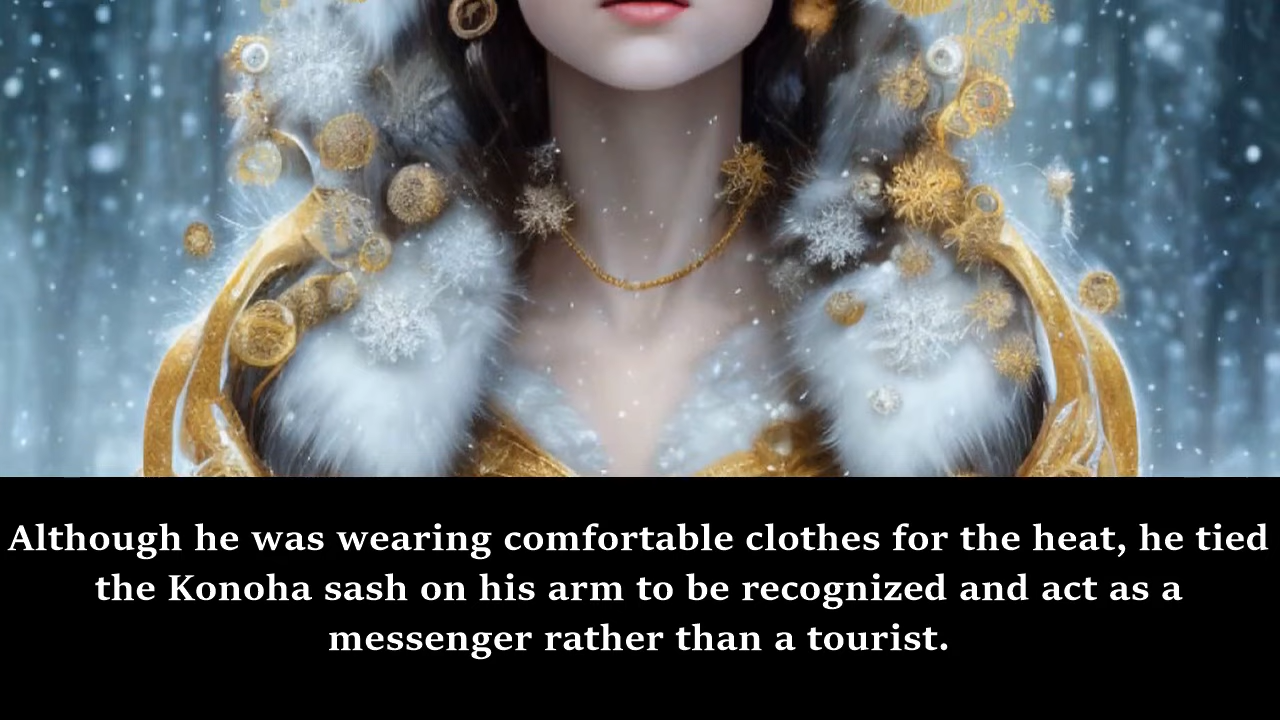 Although he was wearing comfortable clothes for the heat, he tied
the Konoha sash on his arm to be recognized and act as a
messenger rather than a tourist.